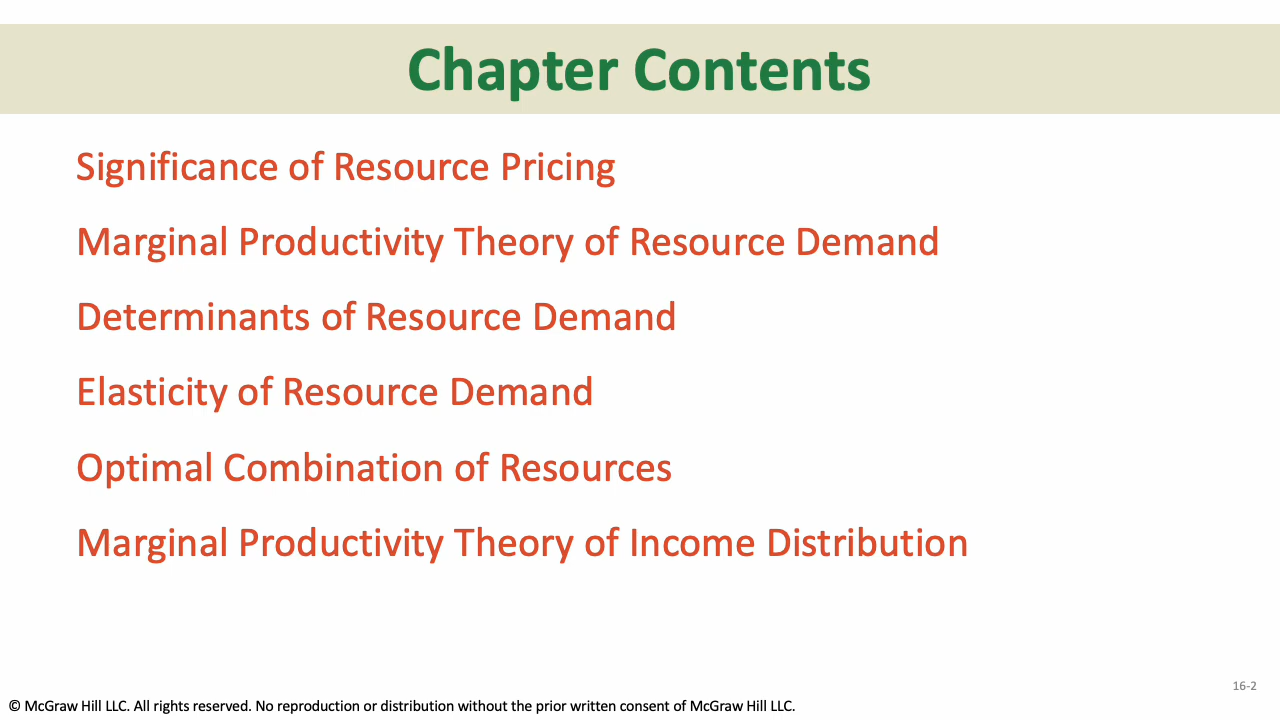 Chapter Contents
Significance of Resource Pricing
Marginal Productivity Theory of Resource Demand
Determinants of Resource Demand
Elasticity of Resource Demand
Optimal Combination of Resources
Marginal Productivity Theory of Income Distribution
16-2
© McGraw Hill LLC. All rights reserved. No reproduction or distribution without the prior written consent of McGraw Hill LLC.